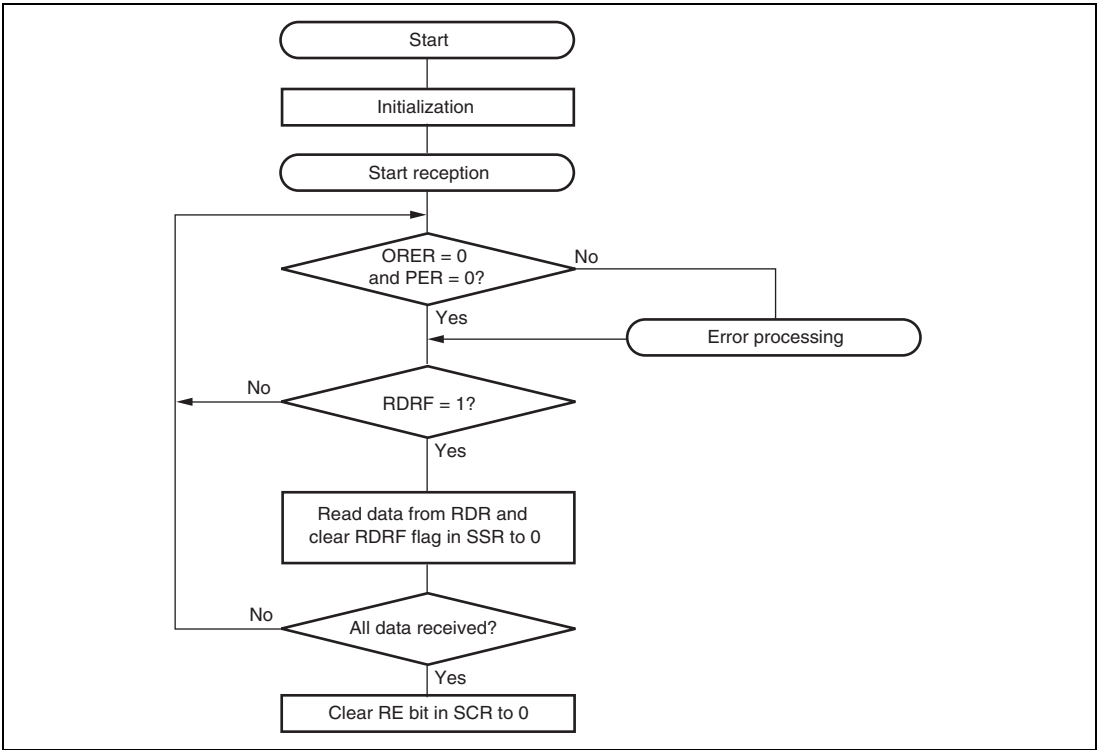 Start
Initialization
Start reception
ORER = 0
and PER = 0?
No
Yes
Error processing
No
RDRF = 1?
Yes
Read data from RDR and
clear RDRF flag in SSR to 0
No
All data received?
Yes
Clear RE bit in SCR to 0